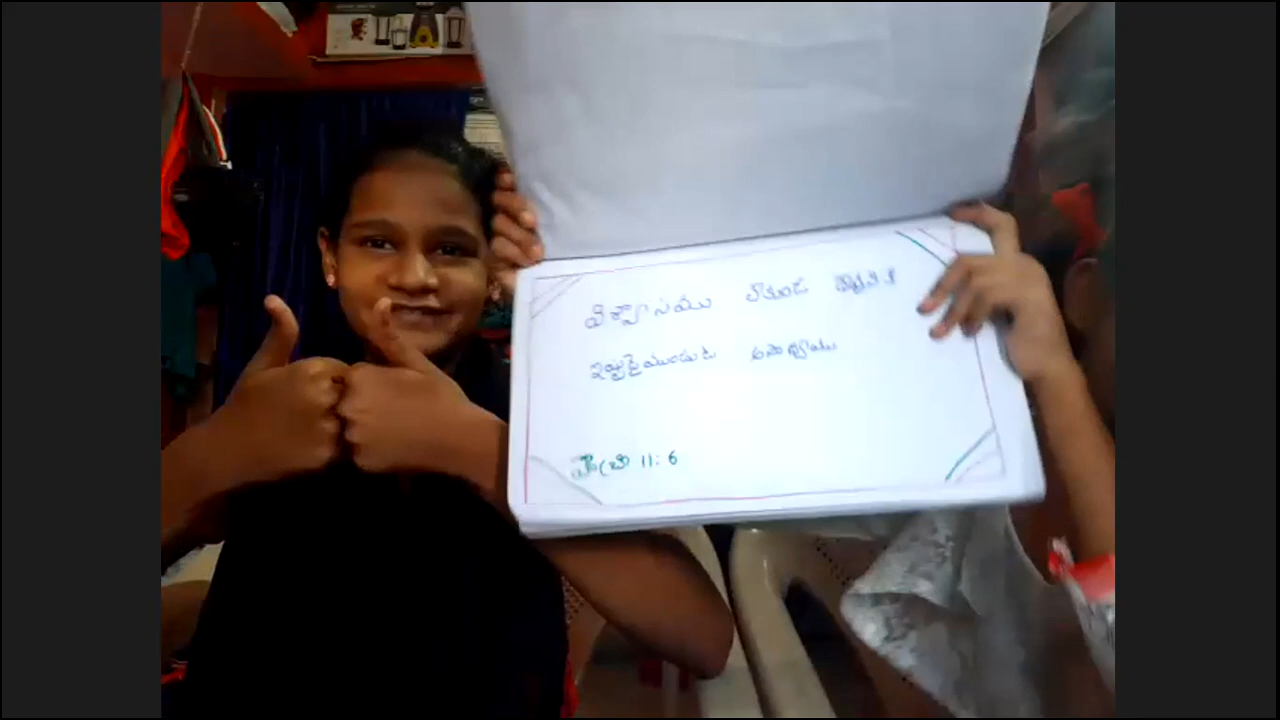 విశ్వాసము లేకుండ దేవునికి
ఇష్టుడైయుండుట అసాధ్యము
హెబ్రి 11:6